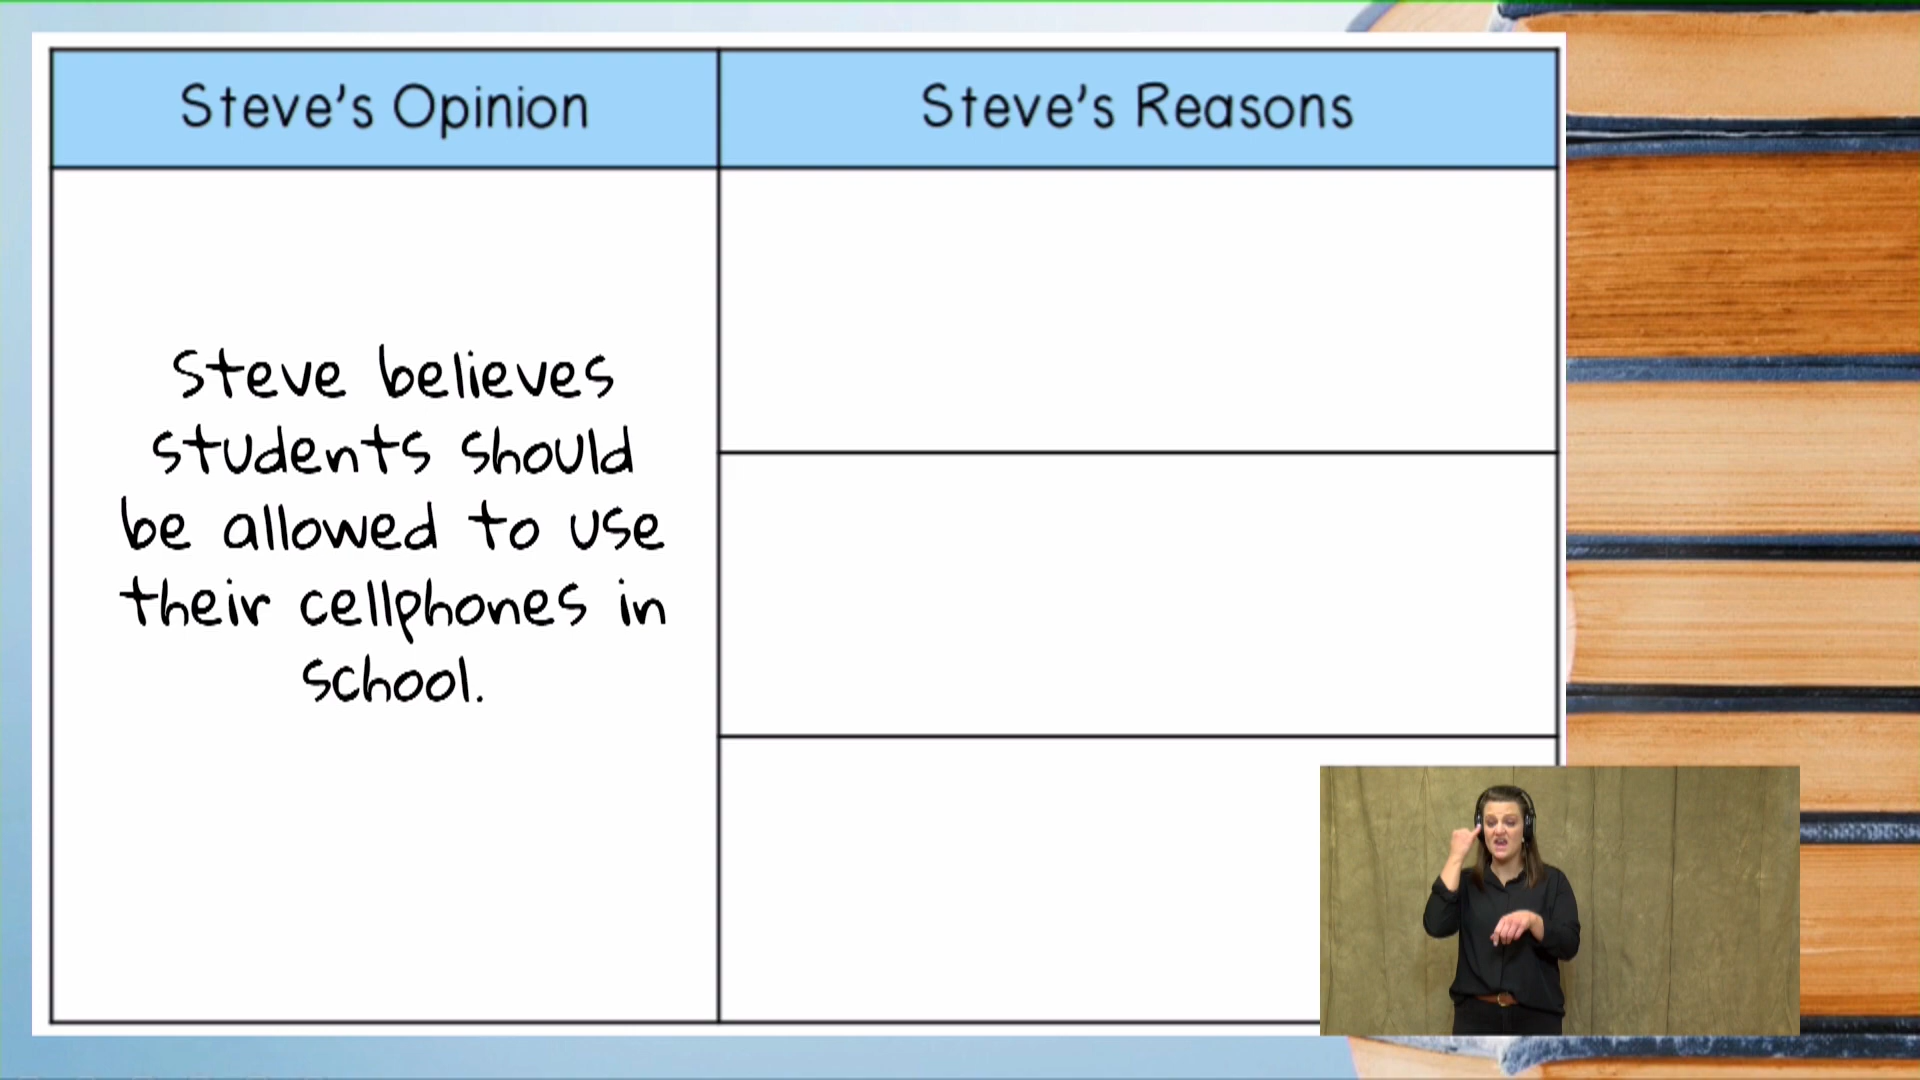 Steve's Opinion
Steve's Reasons
Steve believes
students should
be allowed to use
their cellphones in
school.